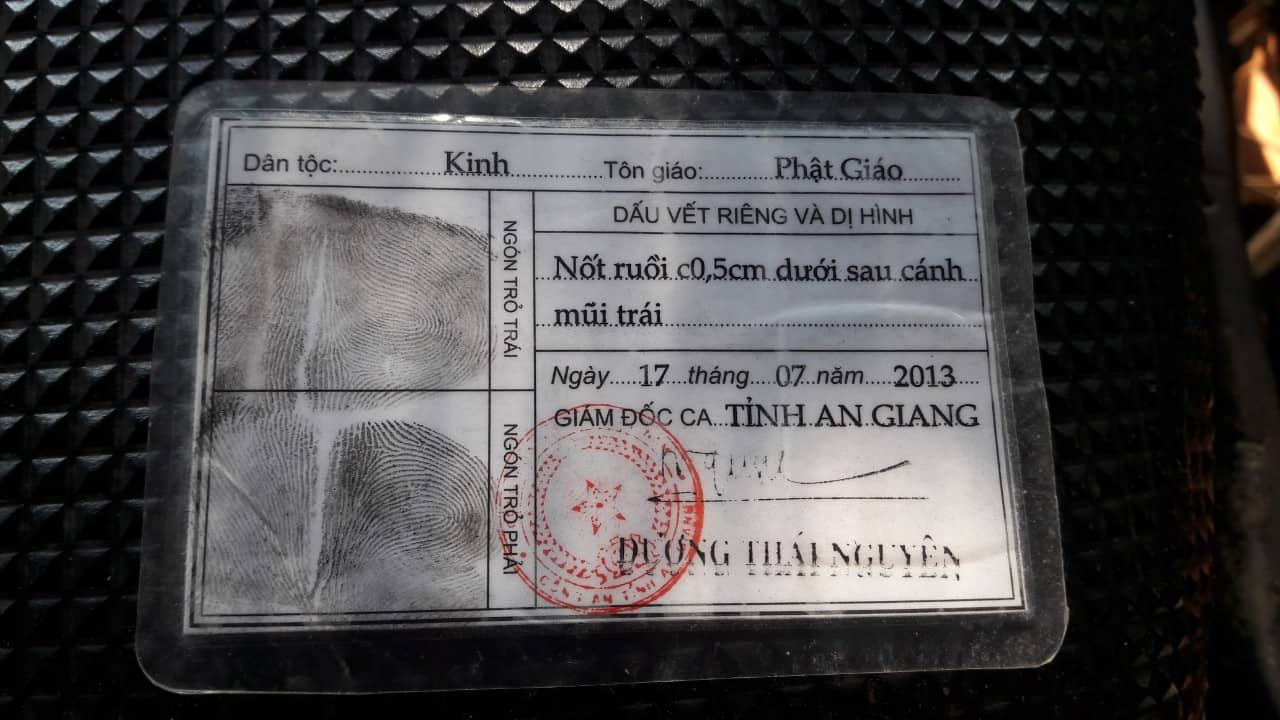 Dân tộc:..........Kinh..........Tôn giáo:..........Phật Giáo..........
DẤU VẾT RIÊNG VÀ DỊ HÌNH
Nốt ruồi c0,5cm dưới sau cánh
mũi trái
NGÓN TRỎ TRÁI
Ngày.....17...tháng....07..năm.....2013....
GIÁM ĐỐC CA...TỈNH AN GIANG
NGÓN TRỎ PHẢI
DƯƠNG THÁI NGUYÊN